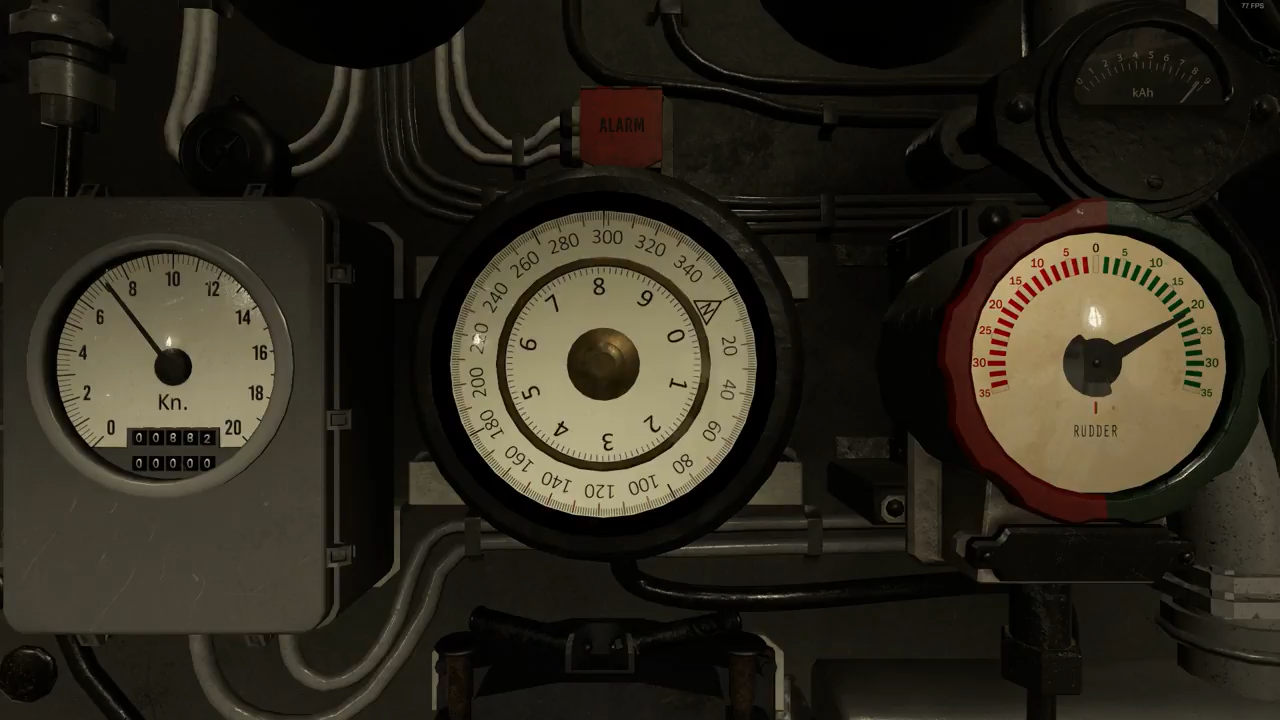 77 FPS
0 1 2 3 4 5 6 7 8 9
kAh
ALARM
0 2 4 6 8 10 12 14 16 18 20
Kn.
00882
00000
20 40 60 80 100 120 140 160 180 200 220 240 260 280 300 320 340
0 1 2 3 4 5 6 7 8 9
35 30 25 20 15 10 5 0 5 10 15 20 25 30 35
RUDDER